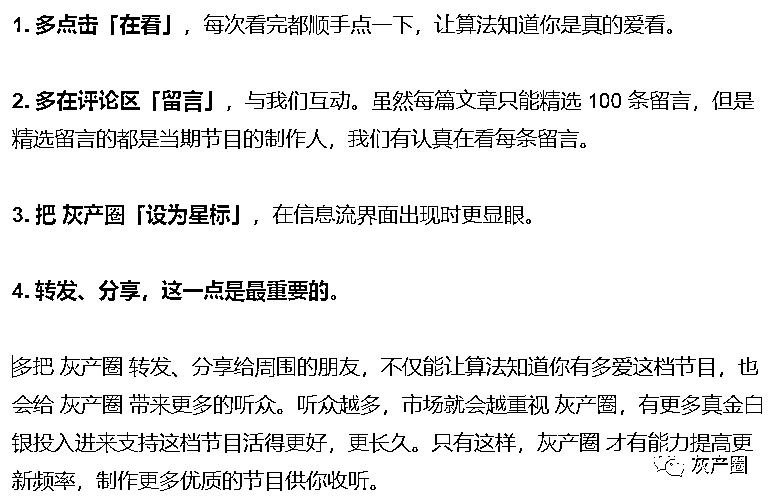 1. 多点击「在看」，每次看完都顺手点一下，让算法知道你是真的爱看。
2. 多在评论区「留言」，与我们互动。虽然每篇文章只能精选 100 条留言，但是
精选留言的都是当期节目的制作人，我们有认真在看每条留言。
3. 把 灰产圈「设为星标」，在信息流界面出现时更显眼。
4. 转发、分享，这一点是最重要的。
多把 灰产圈 转发、分享给周围的朋友，不仅能让算法知道你有多爱这档节目，也
会给 灰产圈 带来更多的听众。听众越多，市场就会越重视 灰产圈，有更多真金白
银投入进来支持这档节目活得更好，更长久。只有这样，灰产圈 才有能力提高更
新频率，制作更多优质的节目供你收听。
灰产圈